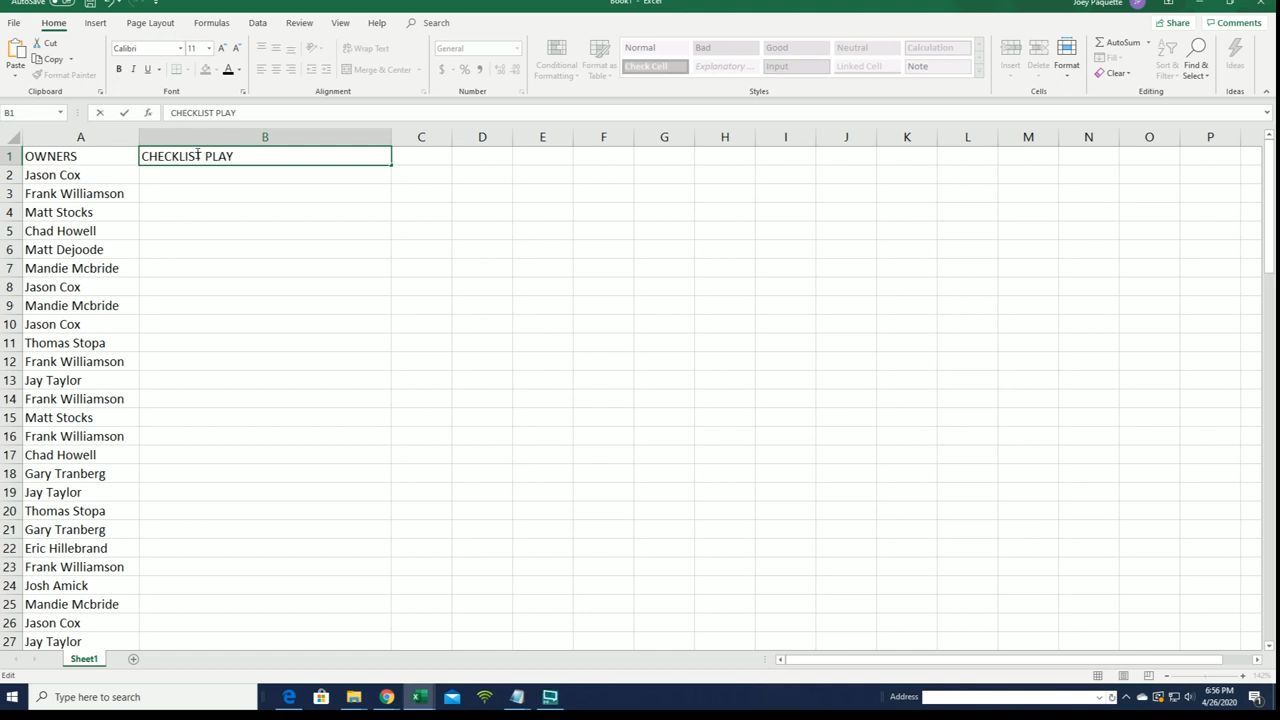 AutoSave Off Book1 - Excel Joey Paquette JP
File Home Insert Page Layout Formulas Data Review View Help Search Share Comments
Paste Cut Copy Format Painter Clipboard
Calibri 11 B I U A Font
Wrap Text Merge & Center Alignment
General $ % , Number
Conditional Formatting Format as Table Normal Bad Good Neutral Calculation Check Cell Explanatory ... Input Linked Cell Note Styles
Insert Delete Format Cells
AutoSum Fill Clear Sort & Filter Find & Select Editing
Ideas Ideas
B1 fx CHECKLIST PLAY
A B C D E F G H I J K L M N O P
1 OWNERS CHECKLIST PLAY
2 Jason Cox
3 Frank Williamson
4 Matt Stocks
5 Chad Howell
6 Matt Dejoode
7 Mandie Mcbride
8 Jason Cox
9 Mandie Mcbride
10 Jason Cox
11 Thomas Stopa
12 Frank Williamson
13 Jay Taylor
14 Frank Williamson
15 Matt Stocks
16 Frank Williamson
17 Chad Howell
18 Gary Tranberg
19 Jay Taylor
20 Thomas Stopa
21 Gary Tranberg
22 Eric Hillebrand
23 Frank Williamson
24 Josh Amick
25 Mandie Mcbride
26 Jason Cox
27 Jay Taylor
Sheet1
Edit 142%
Type here to search Address 6:56 PM
4/26/2020